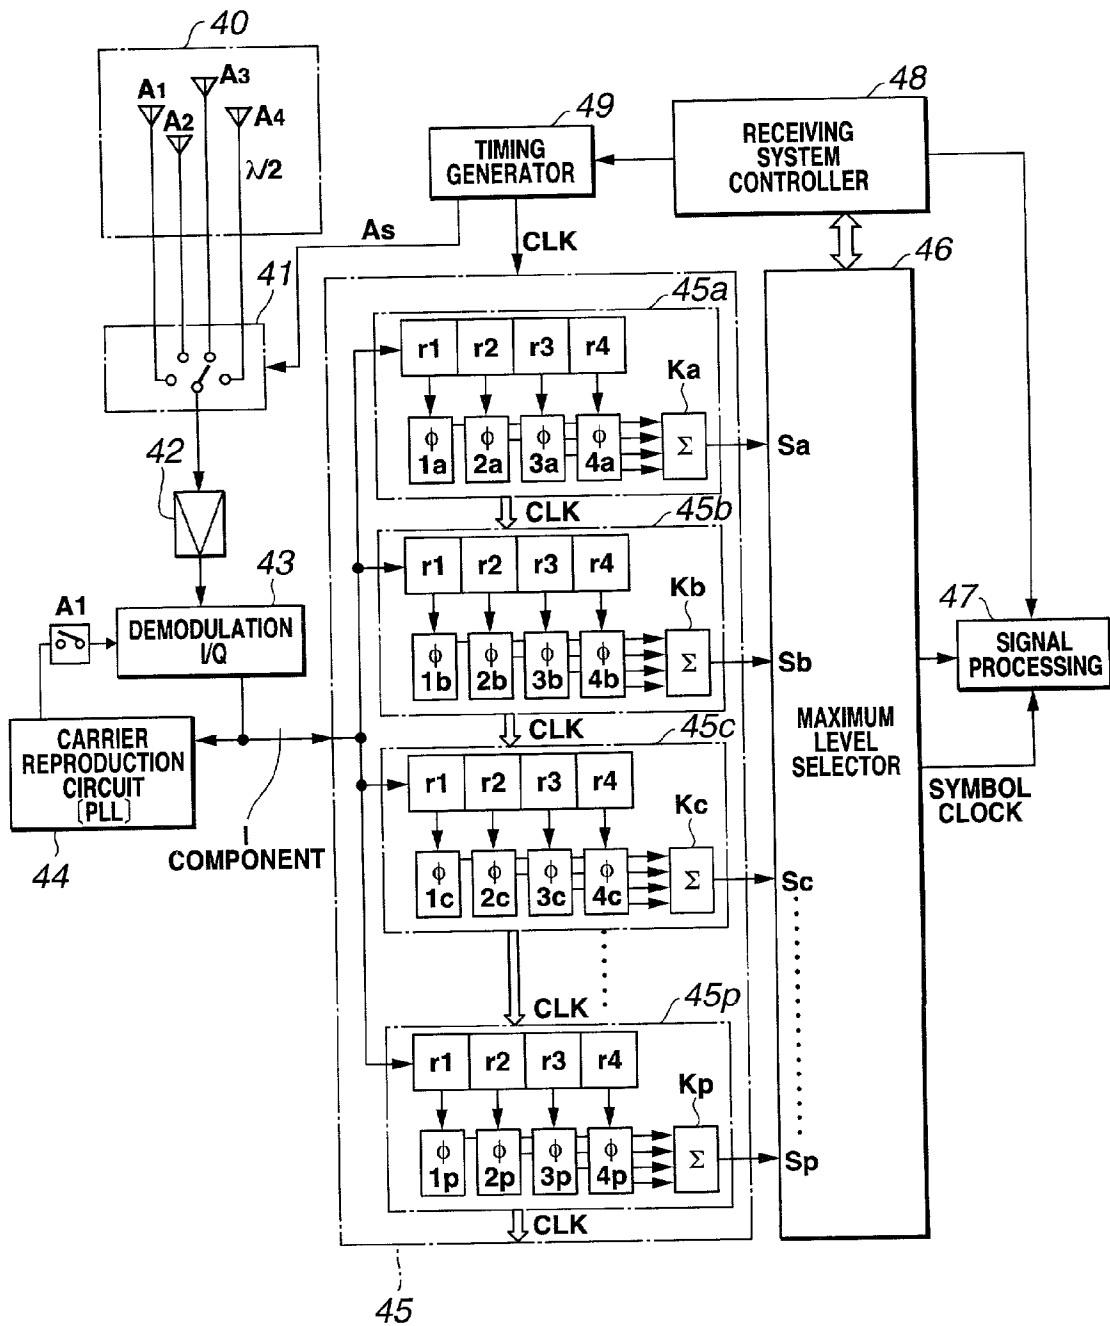 40
A1
A2
A3
A4
λ/2
49
TIMING
GENERATOR
48
RECEIVING
SYSTEM
CONTROLLER
As
CLK
41
46
45a
r1 r2 r3 r4
Ka
ϕ 1a
ϕ 2a
ϕ 3a
ϕ 4a
Σ
Sa
42
CLK
45b
r1 r2 r3 r4
Kb
ϕ 1b
ϕ 2b
ϕ 3b
ϕ 4b
Σ
Sb
43
A1
DEMODULATION
I/Q
47
SIGNAL
PROCESSING
CLK
45c
MAXIMUM
LEVEL
SELECTOR
CARRIER
REPRODUCTION
CIRCUIT
(PLL)
44
I
COMPONENT
SYMBOL
CLOCK
r1 r2 r3 r4
Kc
ϕ 1c
ϕ 2c
ϕ 3c
ϕ 4c
Σ
Sc
CLK
45p
r1 r2 r3 r4
Kp
ϕ 1p
ϕ 2p
ϕ 3p
ϕ 4p
Σ
Sp
CLK
45